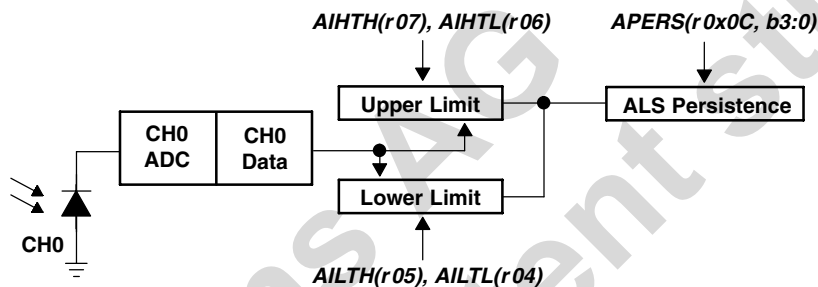 AIHTH(r07), AIHTL(r06)
APERS(r0x0C, b3:0)
Upper Limit
ALS Persistence
CH0
ADC
CH0
Data
Lower Limit
CH0
AILTH(r05), AILTL(r04)